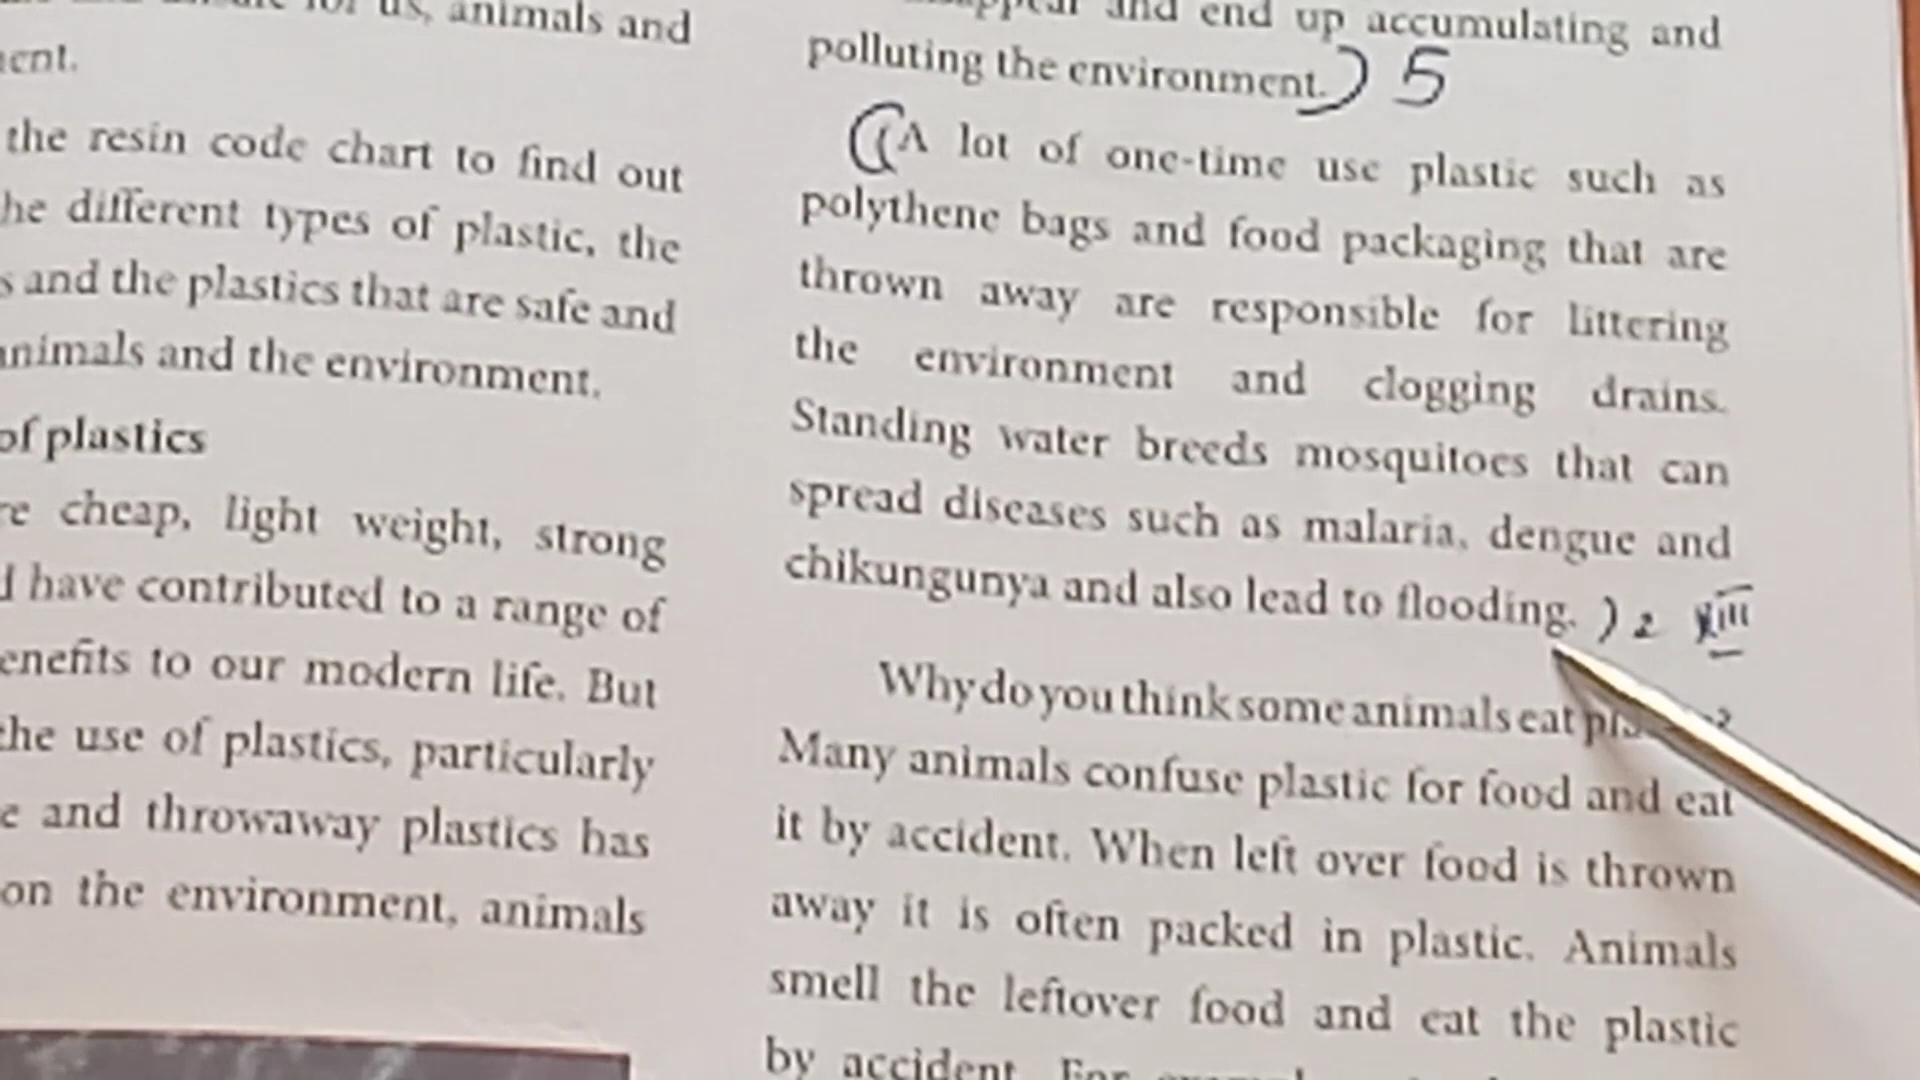 for us, animals and
ent.
the resin code chart to find out
he different types of plastic, the
s and the plastics that are safe and
animals and the environment.
of plastics
re cheap, light weight, strong
d have contributed to a range of
enefits to our modern life. But
the use of plastics, particularly
e and throwaway plastics has
on the environment, animals
and end up accumulating and
polluting the environment.) 5
(A lot of one-time use plastic such as
polythene bags and food packaging that are
thrown away are responsible for littering
the environment and clogging drains.
Standing water breeds mosquitoes that can
spread diseases such as malaria, dengue and
chikungunya and also lead to flooding. ) 2
Why do you think some animals eat
Many animals confuse plastic for food and eat
it by accident. When left over food is thrown
away it is often packed in plastic. Animals
smell the leftover food and eat the plastic
by accident. For